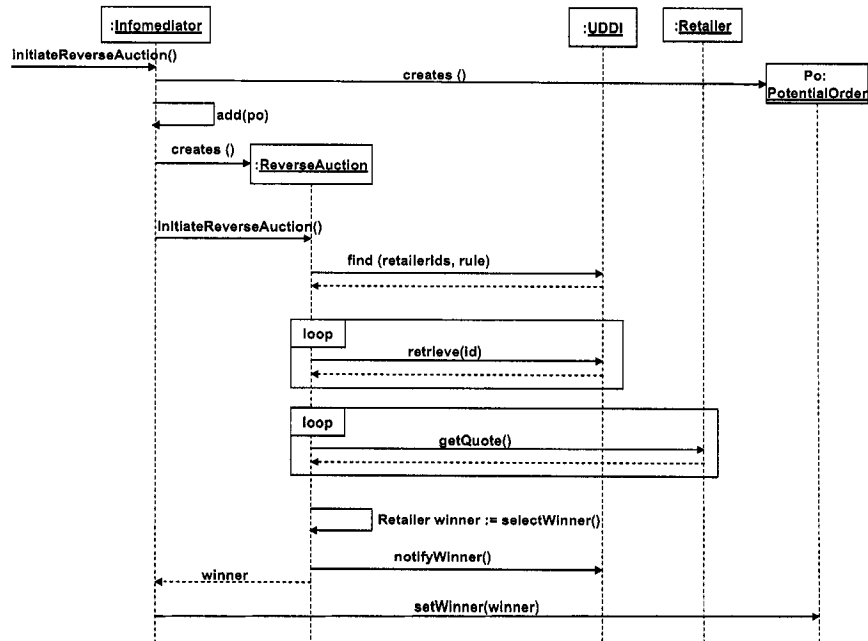 :Infomediator
:UDDI
:Retailer
initiateReverseAuction()
creates ()
Po:
PotentialOrder
add(po)
creates ()
:ReverseAuction
initiateReverseAuction()
find (retailerIds, rule)
loop
retrieve(id)
loop
getQuote()
Retailer winner := selectWinner()
notifyWinner()
winner
setWinner(winner)